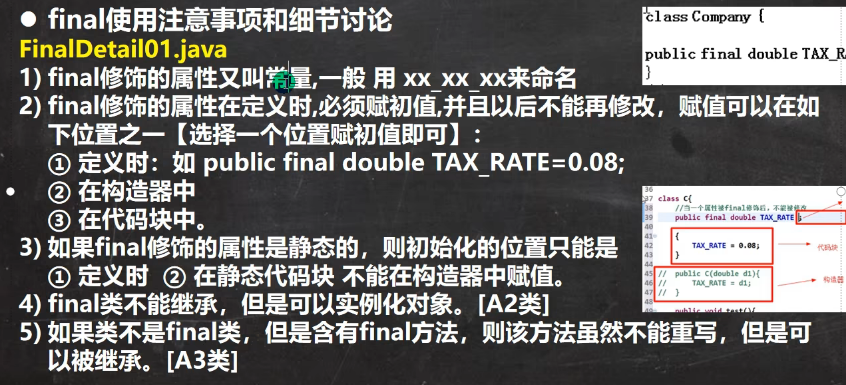 ● final使用注意事项和细节讨论
FinalDetail01.java
1) final修饰的属性又叫常量,一般 用 xx_xx_xx来命名
2) final修饰的属性在定义时,必须赋初值,并且以后不能再修改，赋值可以在如
下位置之一【选择一个位置赋初值即可】:
① 定义时：如 public final double TAX_RATE=0.08;
② 在构造器中
③ 在代码块中。
3) 如果final修饰的属性是静态的，则初始化的位置只能是
① 定义时 ② 在静态代码块 不能在构造器中赋值。
4) final类不能继承，但是可以实例化对象。[A2类]
5) 如果类不是final类，但是含有final方法，则该方法虽然不能重写，但是可
以被继承。[A3类]
class Company {
public final double TAX_R
}
36
37 class C{
38 //当一个属性被final修饰后，不能被修改
39 public final double TAX_RATE ;
40
41 {
42 TAX_RATE = 0.08;
43 }
代码块
44
45 // public C(double d1){
46 // TAX_RATE = d1;
47 // }
构造器
48
public void test(){